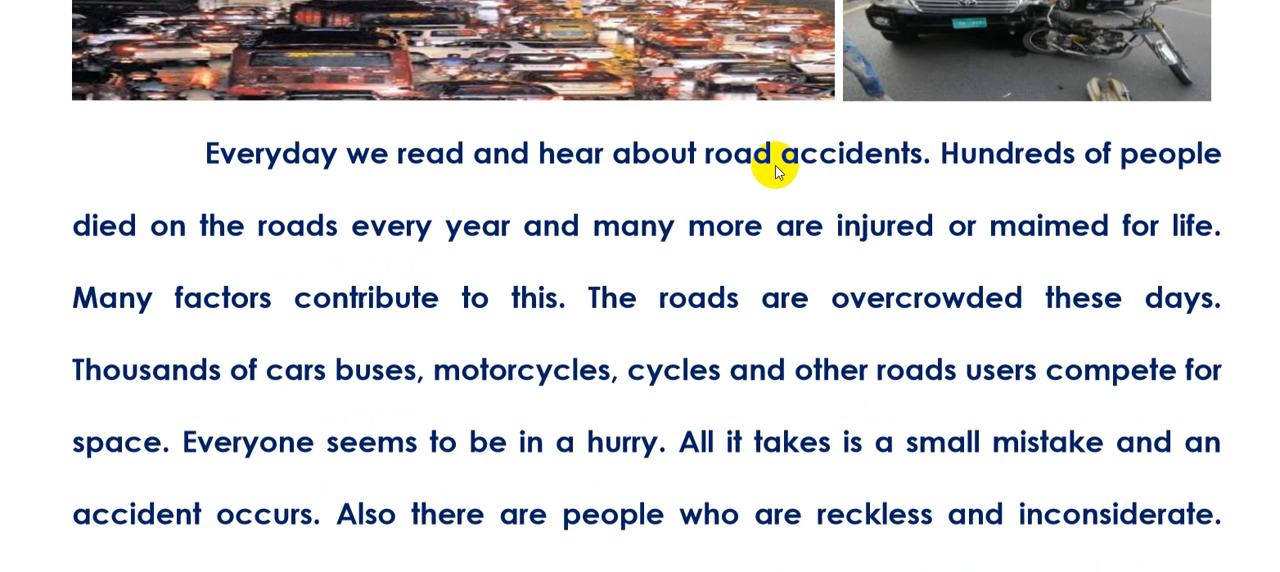 Everyday we read and hear about road accidents. Hundreds of people
died on the roads every year and many more are injured or maimed for life.
Many factors contribute to this. The roads are overcrowded these days.
Thousands of cars buses, motorcycles, cycles and other roads users compete for
space. Everyone seems to be in a hurry. All it takes is a small mistake and an
accident occurs. Also there are people who are reckless and inconsiderate.